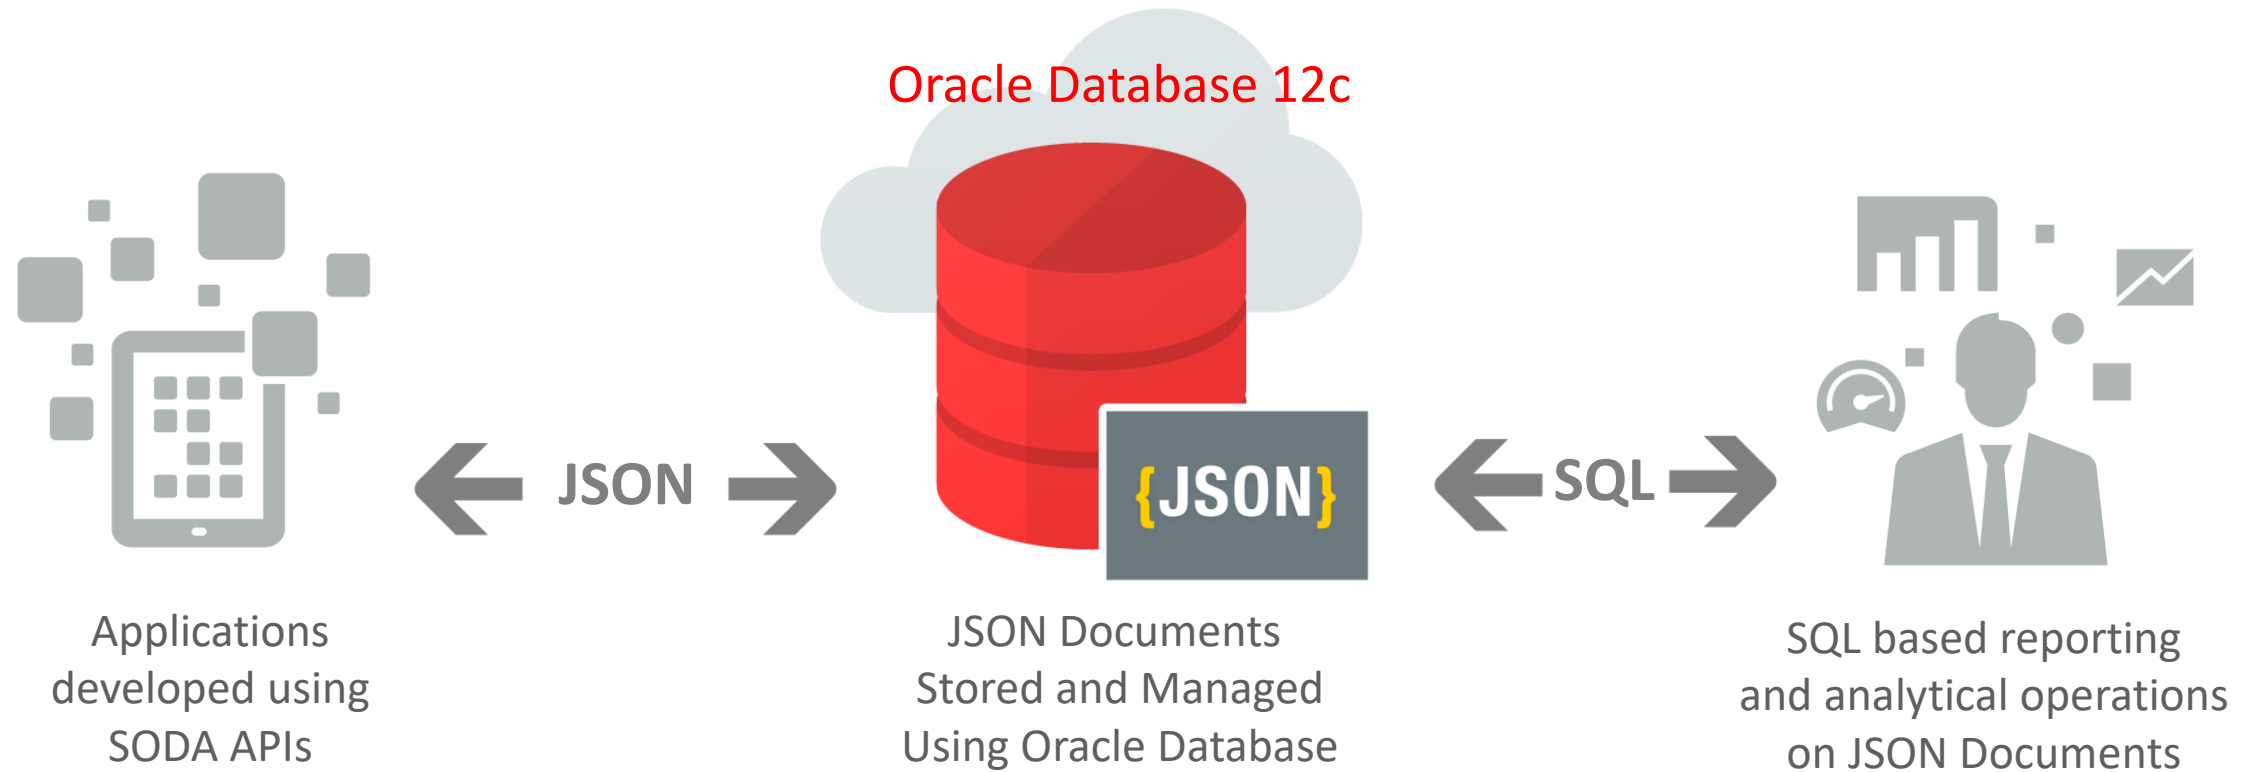 Oracle Database 12c
JSON
{JSON}
SQL
Applications
developed using
SODA APIs
JSON Documents
Stored and Managed
Using Oracle Database
SQL based reporting
and analytical operations
on JSON Documents